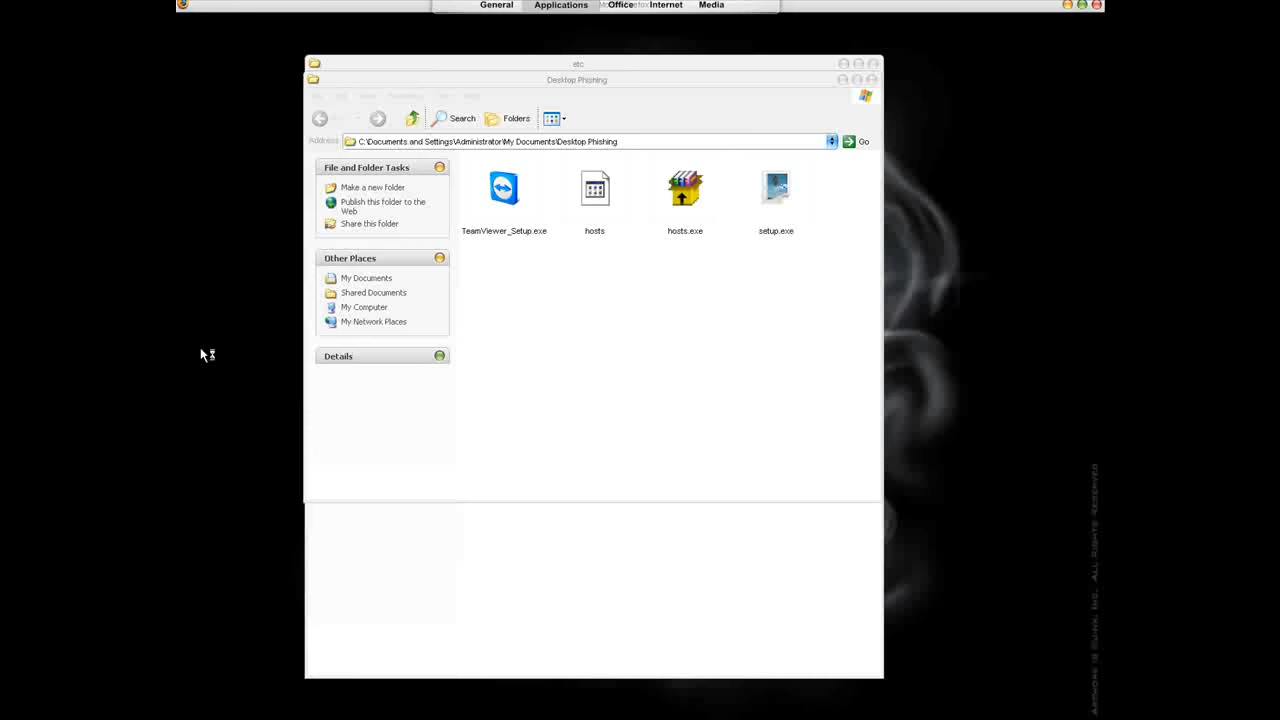 General Applications Office Internet Media
etc
Desktop Phishing
Search Folders
Address C:\Documents and Settings\Administrator\My Documents\Desktop Phishing Go
File and Folder Tasks
Make a new folder
Publish this folder to the
Web
Share this folder
TeamViewer_Setup.exe hosts hosts.exe setup.exe
Other Places
My Documents
Shared Documents
My Computer
My Network Places
Details